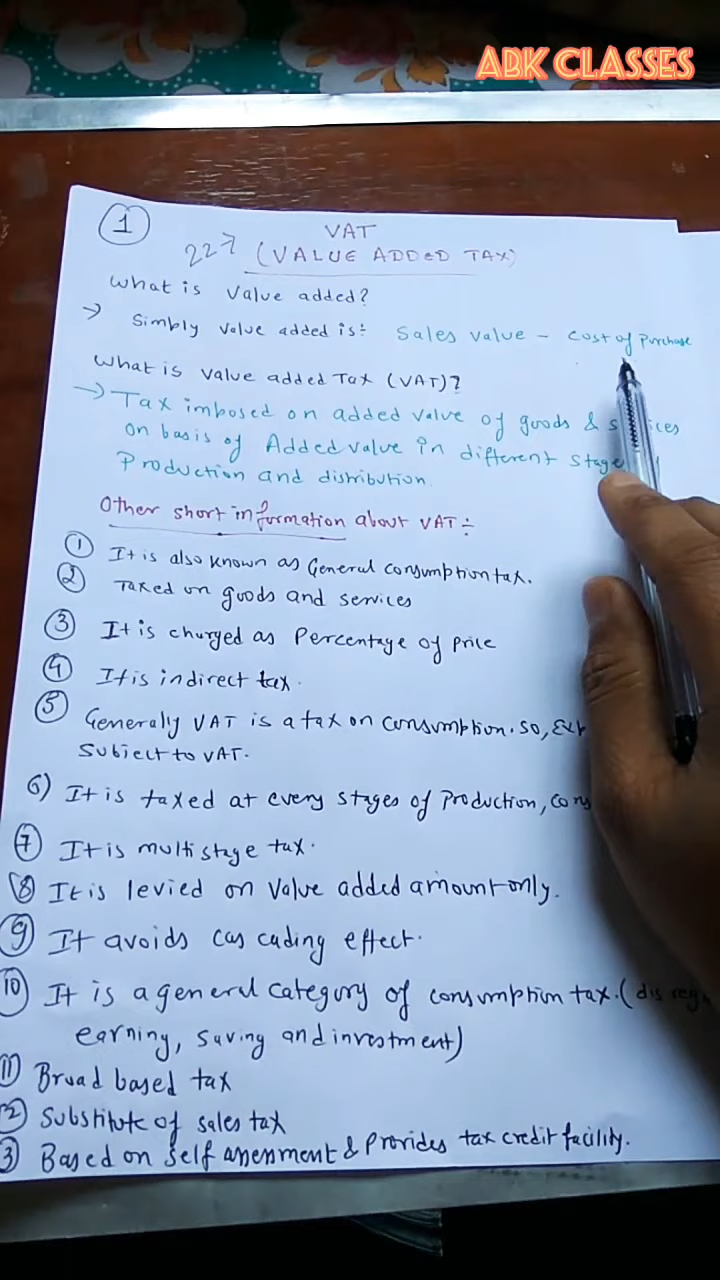 ABK CLASSES
1
VAT
227 (VALUE ADDED TAX)
What is Value added?
→ Simply value added is:- Sales value - cost of purchase
What is value added Tax (VAT)?
→ Tax imposed on added value of goods &
on basis of Added value in different stage
Production and distribution.
Other short information about VAT:-
1 It is also known as General consumption tax.
2 Taxed on goods and services
3 It is charged as Percentage of price
4 It is indirect tax.
5 Generally VAT is a tax on consumption. so,
Subject to VAT.
6) It is taxed at every stages of production,
7 It is multi stage tax.
8 It is levied on value added amount only.
9 It avoids cascading effect.
10 It is a general category of consumption tax. (
earning, saving and investment)
11 Broad based tax
2 Substitute of sales tax
3 Based on self assessment & provides tax credit facility.